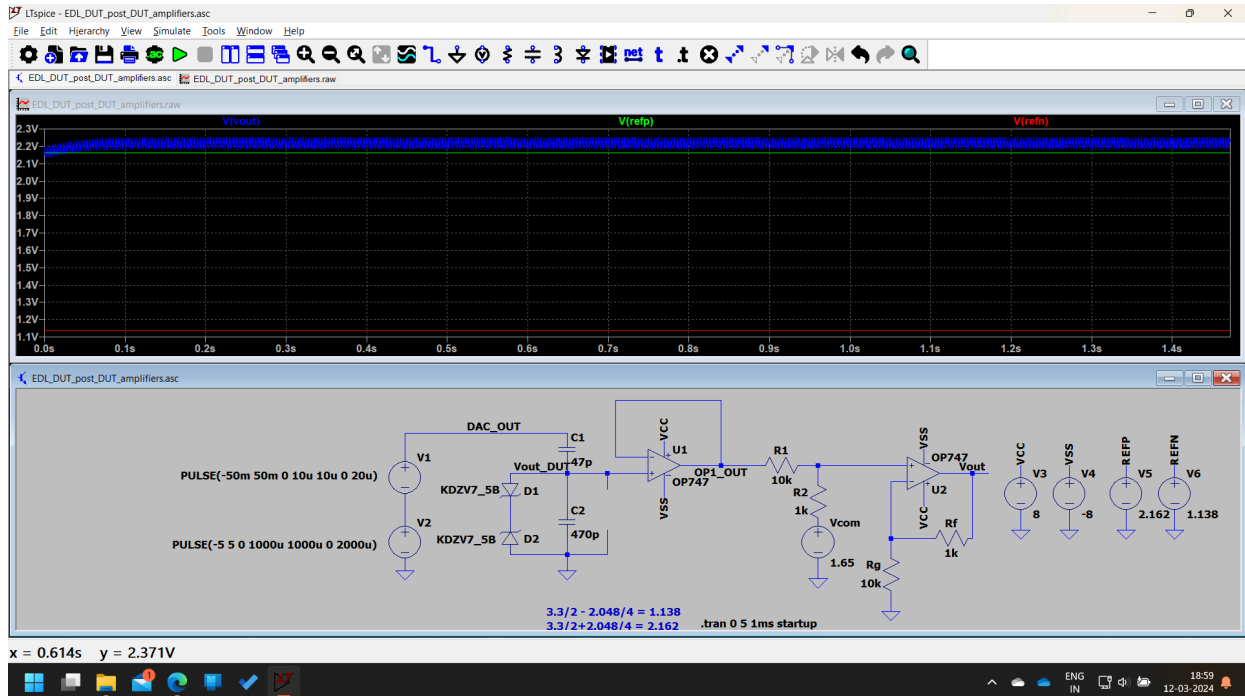 LTspice - EDL_DUT_post_DUT_amplifiers.asc
File Edit Hierarchy View Simulate Tools Window Help
EDL_DUT_post_DUT_amplifiers.asc EDL_DUT_post_DUT_amplifiers.raw
EDL_DUT_post_DUT_amplifiers.raw
V(vout) V(refp) V(refn)
2.3V
2.2V
2.1V
2.0V
1.9V
1.8V
1.7V
1.6V
1.5V
1.4V
1.3V
1.2V
1.1V
0.0s 0.1s 0.2s 0.3s 0.4s 0.5s 0.6s 0.7s 0.8s 0.9s 1.0s 1.1s 1.2s 1.3s 1.4s
EDL_DUT_post_DUT_amplifiers.asc
DAC_OUT
V1
PULSE(-50m 50m 0 10u 10u 0 20u)
V2
PULSE(-5 5 0 1000u 1000u 0 2000u)
C1
47p
Vout_DUT
KDZV7_5B D1
KDZV7_5B D2
C2
470p
VCC
U1
OP747
VSS
OP1_OUT
R1
10k
R2
1k
Vcom
1.65
VSS
OP747
U2
VCC
Vout
Rf
1k
Rg
10k
VCC
V3
8
VSS
V4
-8
REFP
V5
2.162
REFN
V6
1.138
3.3/2 - 2.048/4 = 1.138
3.3/2+2.048/4 = 2.162
.tran 0 5 1ms startup
x = 0.614s y = 2.371V
ENG
IN
18:59
12-03-2024